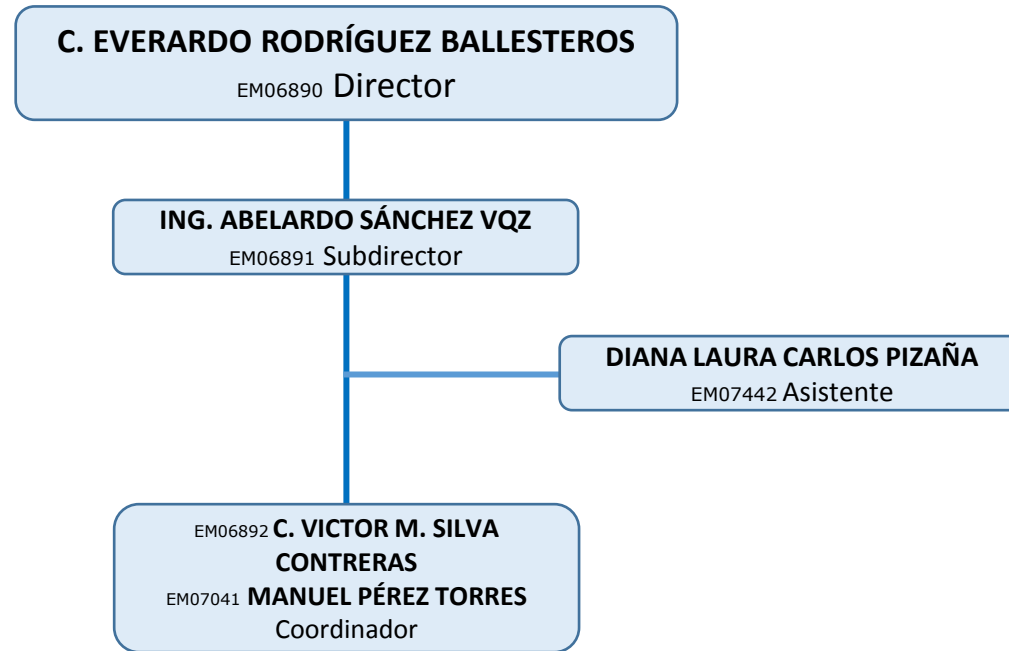 C. EVERARDO RODRÍGUEZ BALLESTEROS
EM06890 Director
ING. ABELARDO SÁNCHEZ VQZ
EM06891 Subdirector
DIANA LAURA CARLOS PIZAÑA
EM07442 Asistente
EM06892 C. VICTOR M. SILVA
CONTRERAS
EM07041 MANUEL PÉREZ TORRES
Coordinador